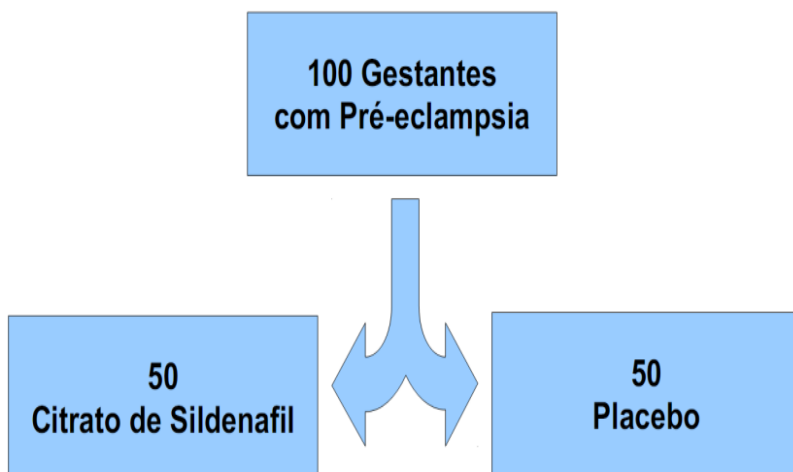 100 Gestantes
com Pré-eclampsia
50
Citrato de Sildenafil
50
Placebo